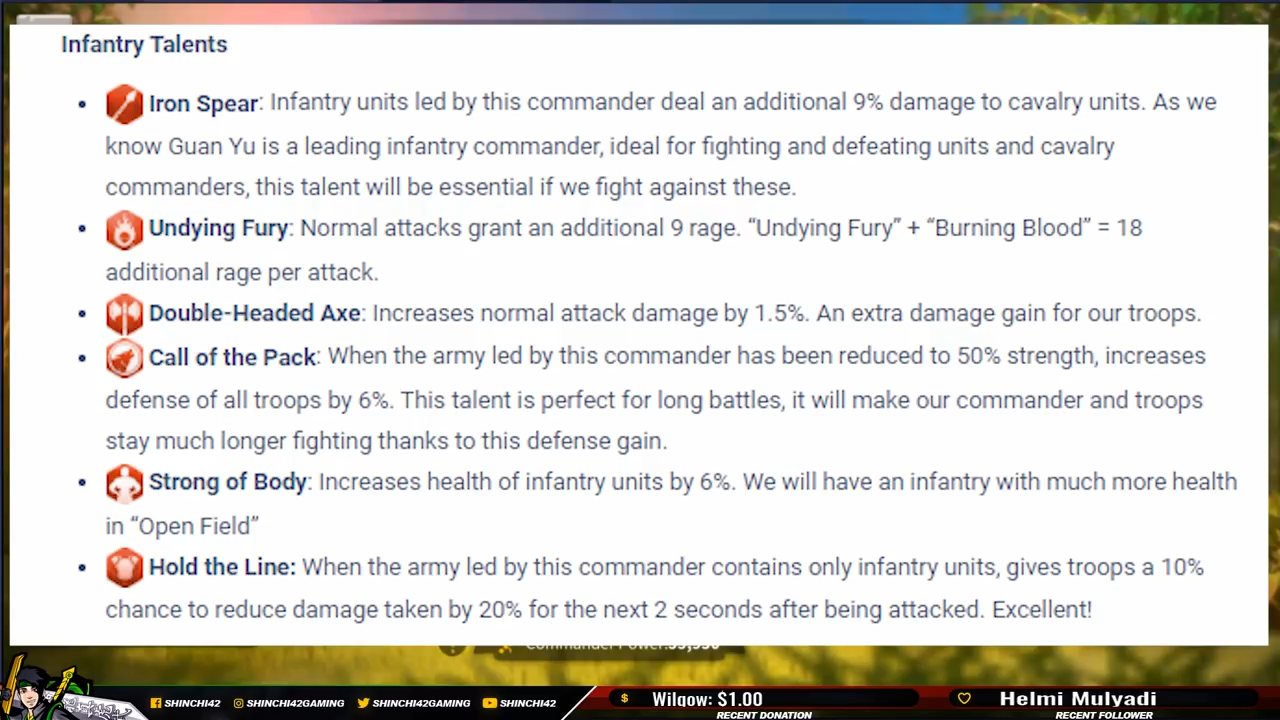 Infantry Talents
• Iron Spear: Infantry units led by this commander deal an additional 9% damage to cavalry units. As we
know Guan Yu is a leading infantry commander, ideal for fighting and defeating units and cavalry
commanders, this talent will be essential if we fight against these.
• Undying Fury: Normal attacks grant an additional 9 rage. “Undying Fury” + “Burning Blood” = 18
additional rage per attack.
• Double-Headed Axe: Increases normal attack damage by 1.5%. An extra damage gain for our troops.
• Call of the Pack: When the army led by this commander has been reduced to 50% strength, increases
defense of all troops by 6%. This talent is perfect for long battles, it will make our commander and troops
stay much longer fighting thanks to this defense gain.
• Strong of Body: Increases health of infantry units by 6%. We will have an infantry with much more health
in “Open Field”
• Hold the Line: When the army led by this commander contains only infantry units, gives troops a 10%
chance to reduce damage taken by 20% for the next 2 seconds after being attacked. Excellent!
Commander Power:
SHINCHI42 SHINCHI42GAMING SHINCHI42GAMING SHINCHI42 $ Wilgow: $1.00 Helmi Mulyadi
RECENT DONATION RECENT FOLLOWER